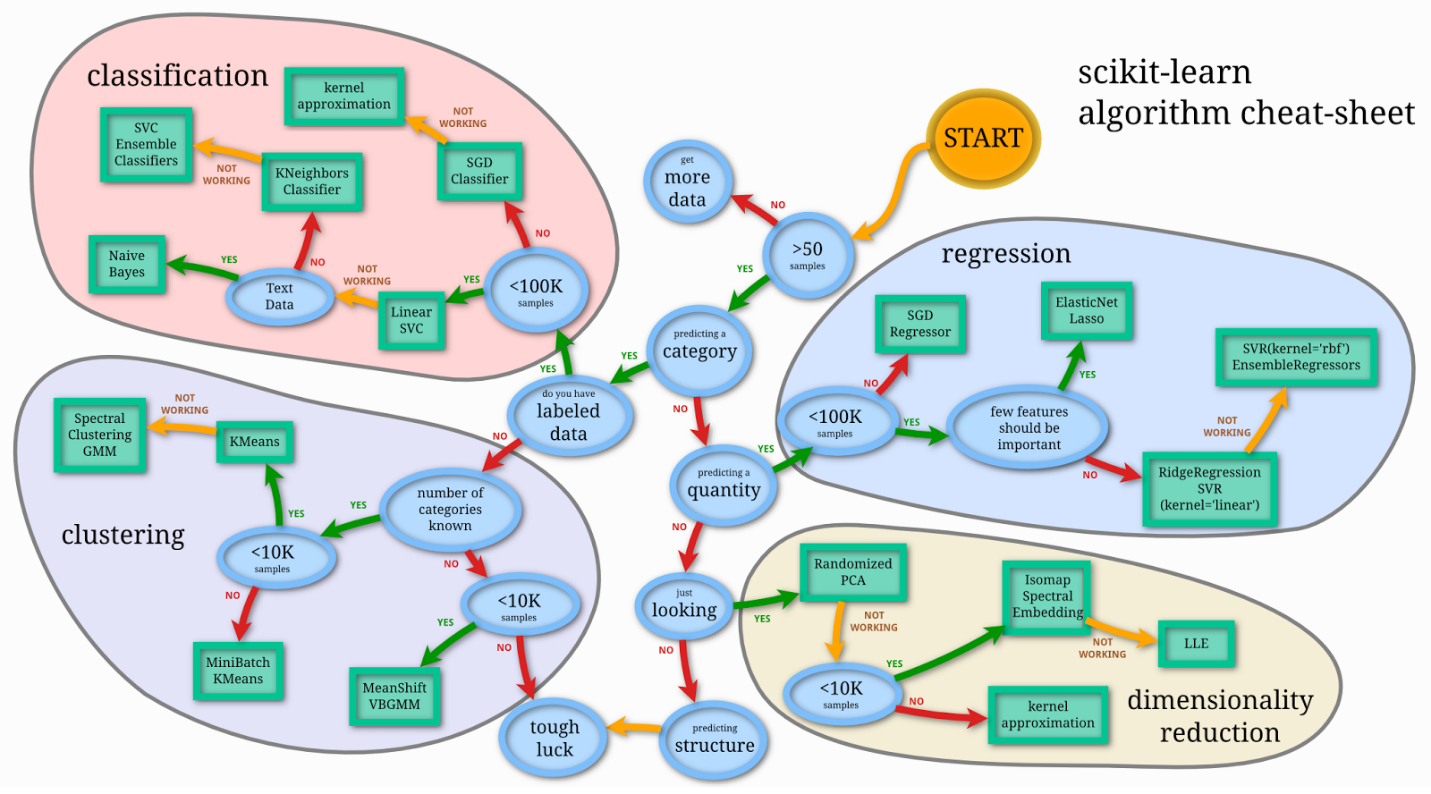 scikit-learn
algorithm cheat-sheet
START
classification
kernel
approximation
NOT
WORKING
SVC
Ensemble
Classifiers
NOT
WORKING
KNeighbors
Classifier
SGD
Classifier
NO
Naive
Bayes
YES
Text
Data
NO
NOT
WORKING
Linear
SVC
YES
<100K
samples
YES
get
more
data
NO
>50
samples
YES
predicting a
category
YES
NO
do you have
labeled
data
NO
predicting a
quantity
YES
NO
just
looking
YES
NO
predicting
structure
tough
luck
regression
SGD
Regressor
NO
<100K
samples
YES
ElasticNet
Lasso
YES
few features
should be
important
NO
SVR(kernel='rbf')
EnsembleRegressors
NOT
WORKING
RidgeRegression
SVR
(kernel='linear')
clustering
Spectral
Clustering
GMM
NOT
WORKING
KMeans
YES
number of
categories
known
YES
NO
<10K
samples
NO
MiniBatch
KMeans
<10K
samples
YES
NO
MeanShift
VBGMM
dimensionality
reduction
Randomized
PCA
NOT
WORKING
<10K
samples
YES
NO
Isomap
Spectral
Embedding
NOT
WORKING
LLE
kernel
approximation